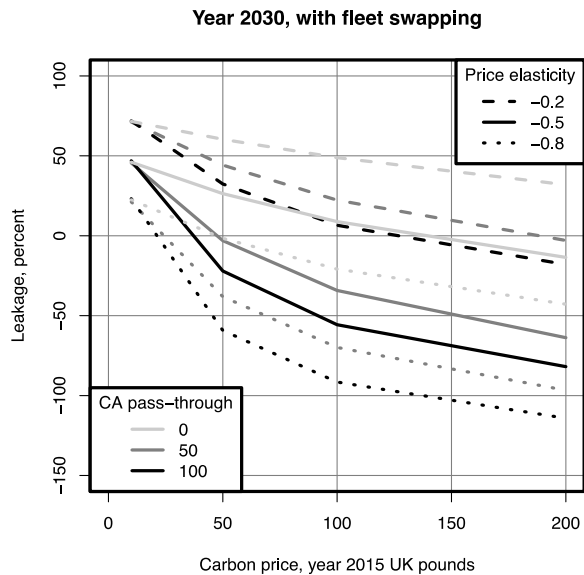 Year 2030, with fleet swapping
Leakage, percent
100
50
0
−50
−100
−150
Price elasticity
−0.2
−0.5
−0.8
CA pass−through
0
50
100
0 50 100 150 200
Carbon price, year 2015 UK pounds